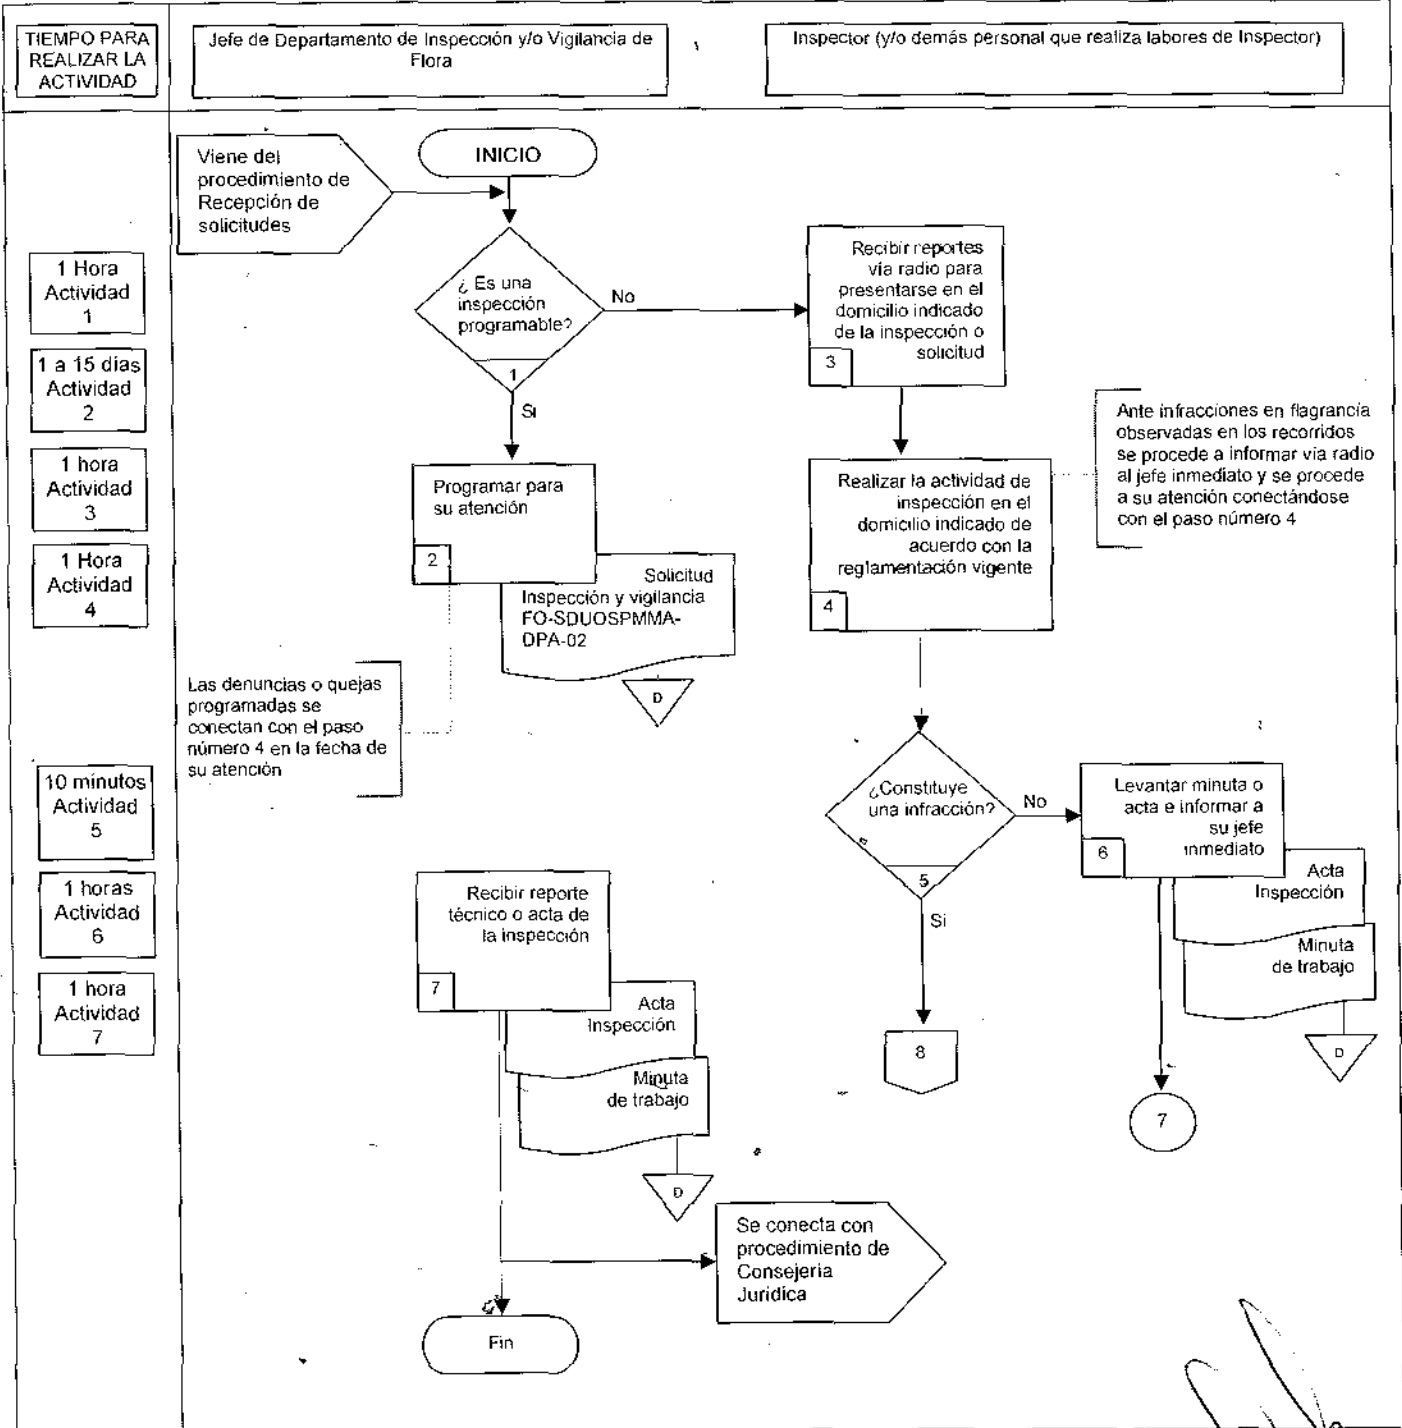 TIEMPO PARA
REALIZAR LA
ACTIVIDAD
Jefe de Departamento de Inspección y/o Vigilancia de
Flora
Inspector (y/o demás personal que realiza labores de Inspector)
Viene del
procedimiento de
Recepción de
solicitudes
INICIO
1 Hora
Actividad
1
¿ Es una
inspección
programable?
1
No
Si
Recibir reportes
vía radio para
presentarse en el
domicilio indicado
de la inspección o
solicitud
3
1 a 15 días
Actividad
2
Ante infracciones en flagrancia
observadas en los recorridos
se procede a informar vía radio
al jefe inmediato y se procede
a su atención conectándose
con el paso número 4
1 hora
Actividad
3
Programar para
su atención
2
Realizar la actividad de
inspección en el
domicilio indicado de
acuerdo con la
reglamentación vigente
4
1 Hora
Actividad
4
Solicitud
Inspección y vigilancia
FO-SDUOSPMMA-
DPA-02
D
Las denuncias o quejas
programadas se
conectan con el paso
número 4 en la fecha de
su atención
10 minutos
Actividad
5
¿Constituye
una infracción?
5
No
Si
Levantar minuta o
acta e informar a
su jefe
inmediato
6
Acta
Inspección
Minuta
de trabajo
D
1 horas
Actividad
6
Recibir reporte
técnico o acta de
la inspección
7
1 hora
Actividad
7
Acta
Inspección
Minuta
de trabajo
D
8
7
Se conecta con
procedimiento de
Consejeria
Juridica
Fin